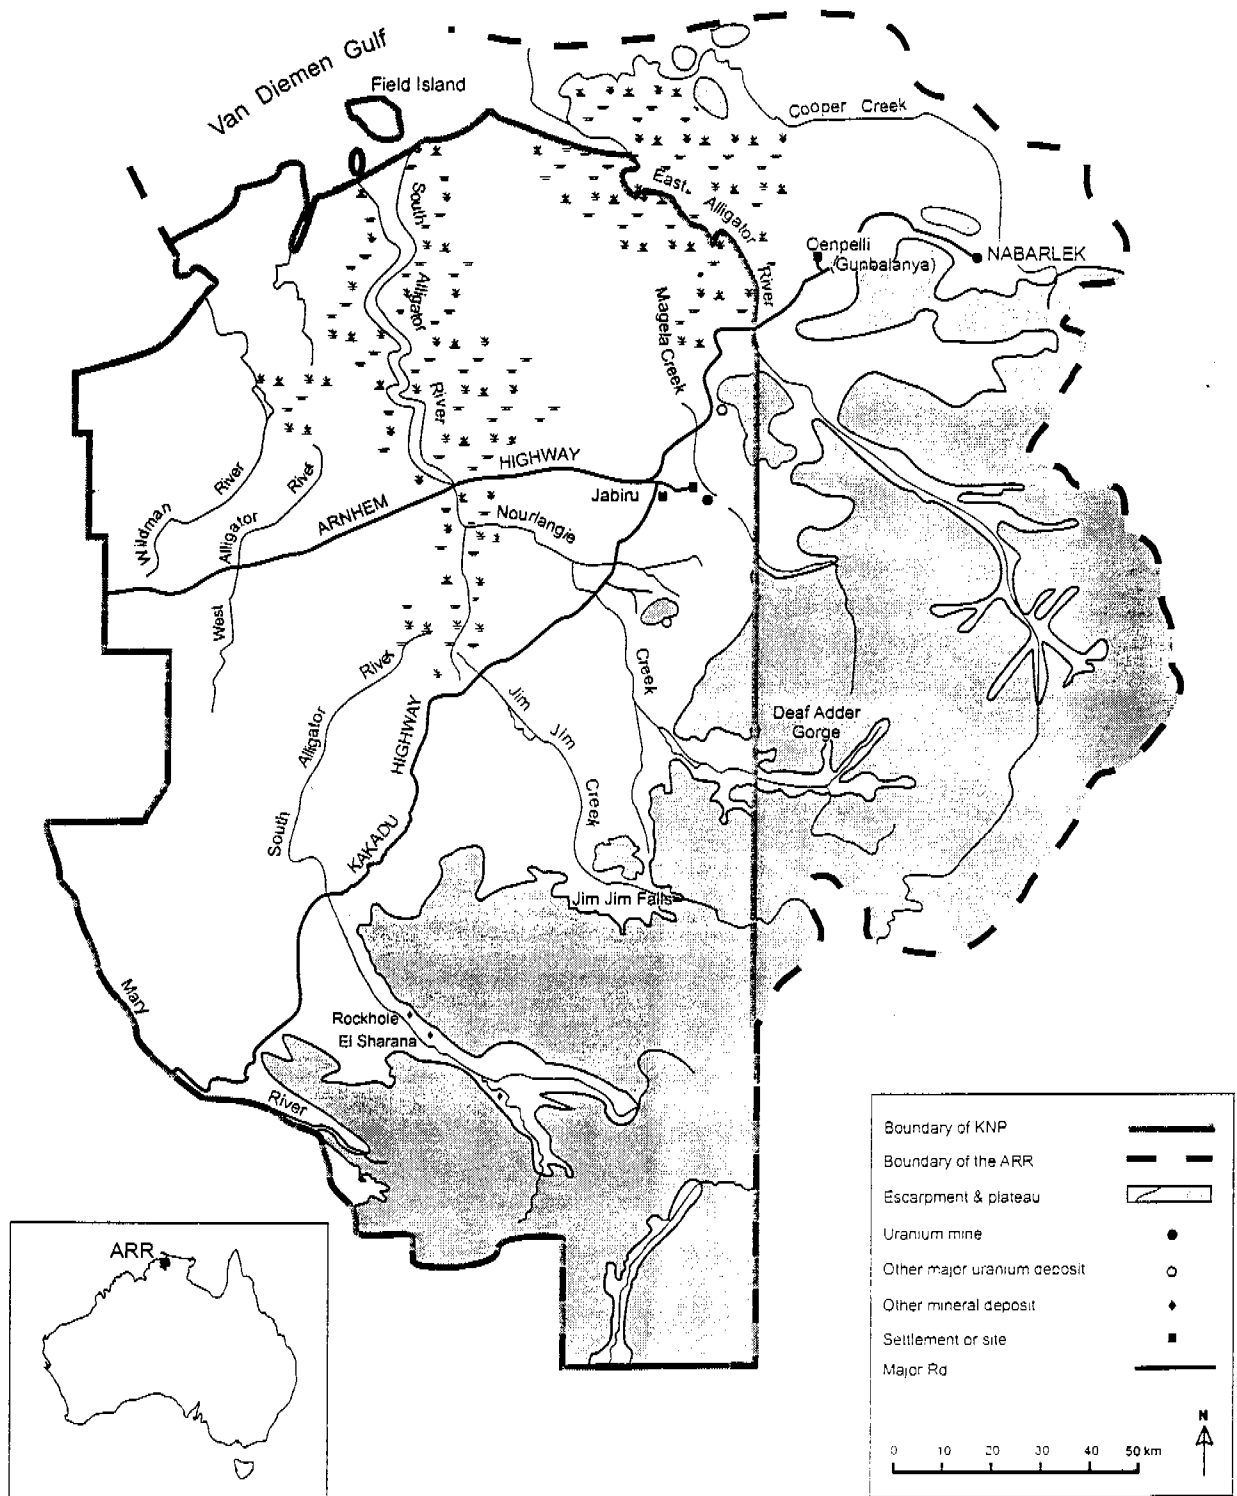 Van Diemen Gulf
Field Island
Cooper Creek
East Alligator River
South Alligator River
Oenpelli
(Gunbalanya)
NABARLEK
Magela Creek
Wildman River
West Alligator River
ARNHEM HIGHWAY
Jabiru
Nourlangie Creek
South Alligator River
KAKADU HIGHWAY
Jim Jim Creek
Deaf Adder
Gorge
Jim Jim Falls
Mary River
Rockhole
El Sharana
ARR
Boundary of KNP
Boundary of the ARR
Escarpment & plateau
Uranium mine
Other major uranium deposit
Other mineral deposit
Settlement or site
Major Rd
N
0 10 20 30 40 50 km